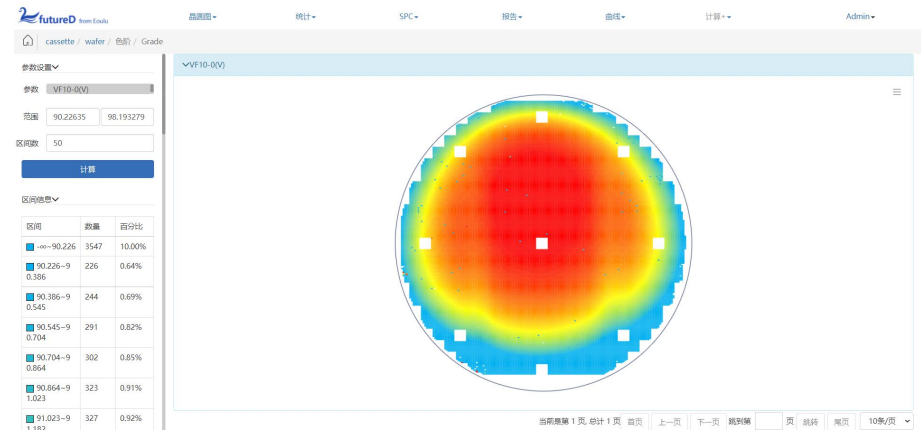 futureD from Eoulu
晶圆图
统计
SPC
报告
曲线
计算+
Admin
cassette / wafer / 色阶 / Grade
参数设置
参数 VF10-0(V)
范围 90.22635 98.193279
区间数 50
计算
区间信息
区间 数量 百分比
-∞~90.226 3547 10.00%
90.226~9 226 0.64%
0.386
90.386~9 244 0.69%
0.545
90.545~9 291 0.82%
0.704
90.704~9 302 0.85%
0.864
90.864~9 323 0.91%
1.023
91.023~9 327 0.92%
1.182
VF10-0(V)
当前是第 1 页, 总计 1 页 首页 上一页 下一页 跳到第 页 跳转 尾页 10条/页